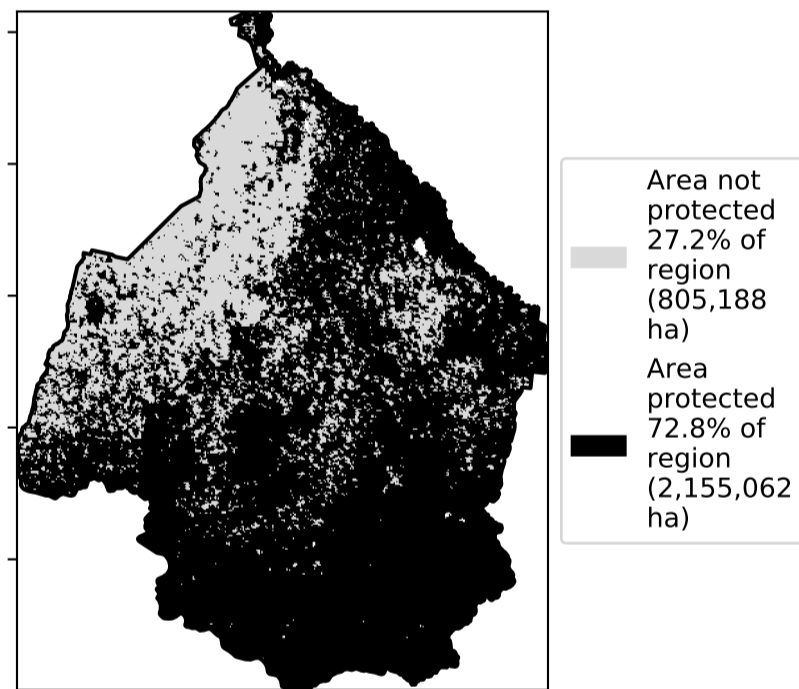 Area not
protected
27.2% of
region
(805,188
ha)
Area
protected
72.8% of
region
(2,155,062
ha)